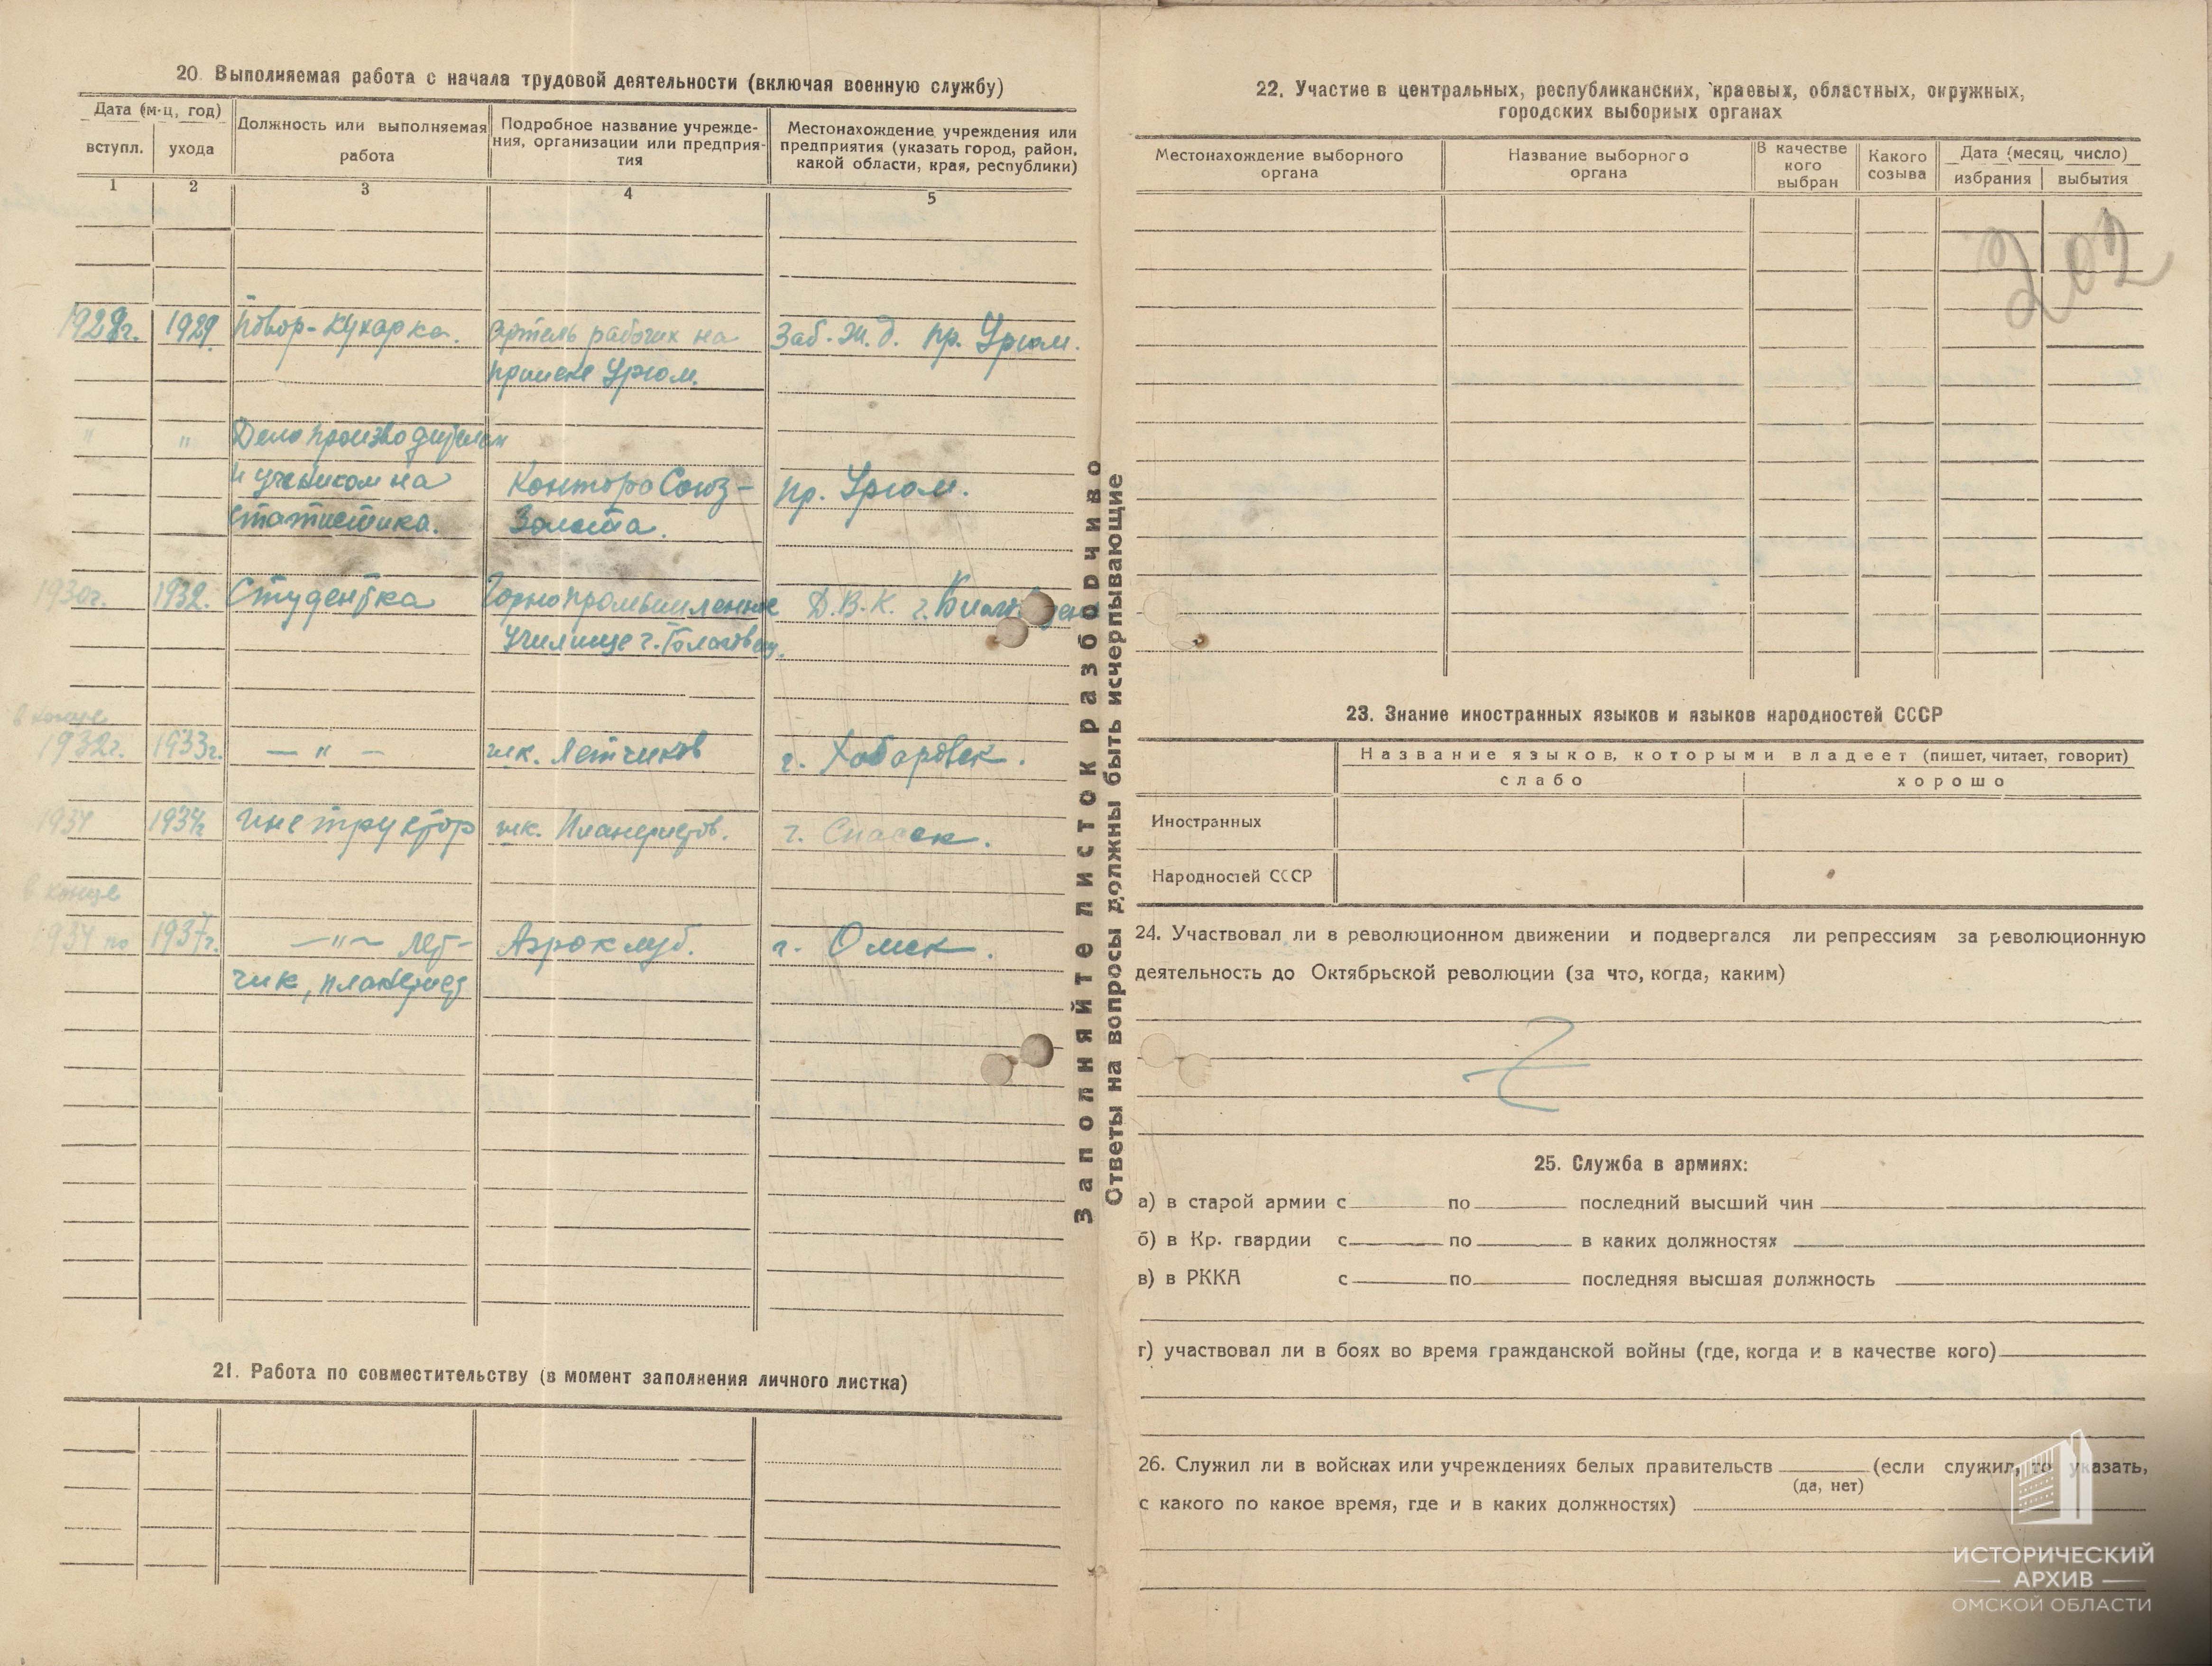 20. Выполняемая работа с начала трудовой деятельности (включая военную службу)
Дата (м-ц, год)
вступл.
ухода
Должность или выполняемая
работа
Подробное название учрежде-
ния, организации или предприя-
тия
Местонахождение учреждения или
предприятия (указать город, район,
какой области, края, республики)
1 2 3 4 5
1929г. 1929. Повор-Кухарка. Артель рабочих на Заб. Ж. д. пр. Урюм.
прииске Урюм.
" " Делопроизводителем
и учеником на Контора Союз- пр. Урюм.
статистика. Золота.
1930г. 1932. Студентка Горнопромышленное Д.В.К. г.
училище г.
в конце
1932г. 1933г. — " — шк. Летчиков г. Хабаровск.
1934 1934г. инструктор шк. Планеристов. г. Спасск.
в конце
1934 по 1937г. — " — лет- Аэроклуб. г. Омск.
чик, планерист
21. Работа по совместительству (в момент заполнения личного листка)
Заполняйте листок разборчиво
Ответы на вопросы должны быть исчерпывающие
22. Участие в центральных, республиканских, краевых, областных, окружных,
городских выборных органах
Местонахождение выборного
органа
Название выборного
органа
В качестве
кого
выбран
Какого
созыва
Дата (месяц, число)
избрания
выбытия
202
23. Знание иностранных языков и языков народностей СССР
Название языков, которыми владеет (пишет, читает, говорит)
слабо хорошо
Иностранных
Народностей СССР
24. Участвовал ли в революционном движении и подвергался ли репрессиям за революционную
деятельность до Октябрьской революции (за что, когда, каким)
25. Служба в армиях:
а) в старой армии с по последний высший чин
б) в Кр. гвардии с по в каких должностях
в) в РККА с по последняя высшая должность
г) участвовал ли в боях во время гражданской войны (где, когда и в качестве кого)
26. Служил ли в войсках или учреждениях белых правительств (если служил, то указать,
(да, нет)
с какого по какое время, где и в каких должностях)
ИСТОРИЧЕСКИЙ
АРХИВ
ОМСКОЙ ОБЛАСТИ